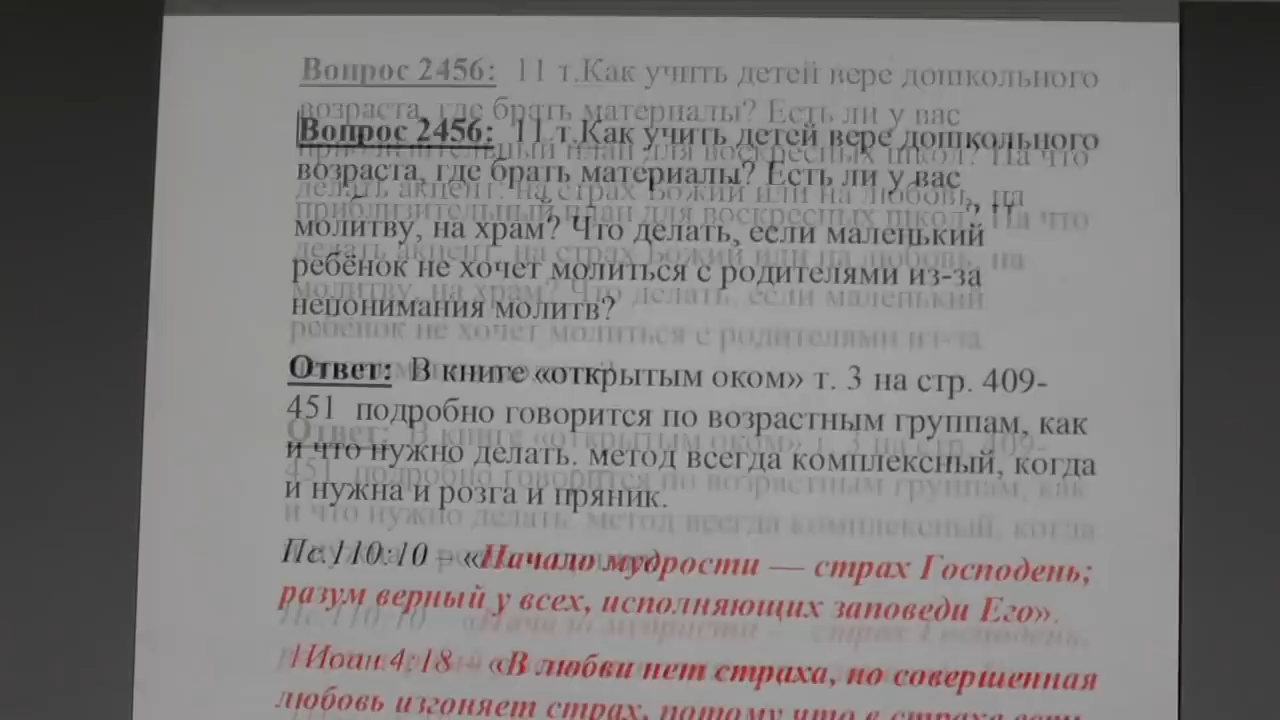 Вопрос 2456: 11 т.Как учить детей вере дошкольного
возраста, где брать материалы? Есть ли у вас
приблизительный план для воскресных школ? На что
делать акцент: на страх Божий или на любовь, на
молитву, на храм? Что делать, если маленький
ребёнок не хочет молиться с родителями из-за
непонимания молитв?
Ответ: В книге «открытым оком» т. 3 на стр. 409-
451 подробно говорится по возрастным группам, как
и что нужно делать. метод всегда комплексный, когда
и нужна и розга и пряник.
Пс.110:10 – «Начало мудрости — страх Господень;
разум верный у всех, исполняющих заповеди Его».
1Иоан.4:18 – «В любви нет страха, но совершенная
любовь изгоняет страх, потому что в страхе есть